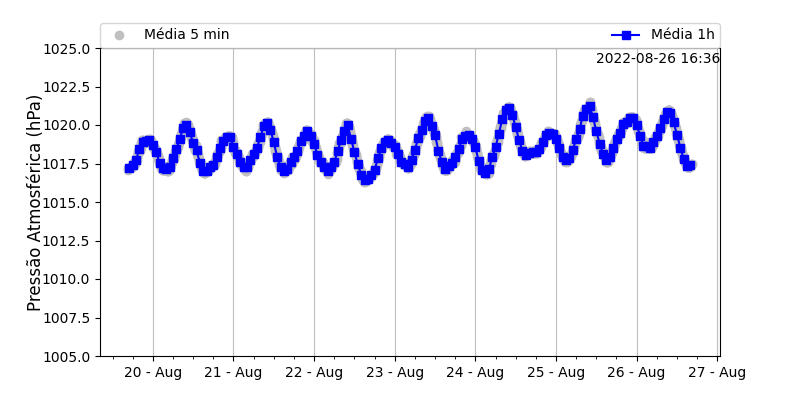 Média 5 min
Média 1h
2022-08-26 16:36
Pressão Atmosférica (hPa)
1025.0
1022.5
1020.0
1017.5
1015.0
1012.5
1010.0
1007.5
1005.0
20 - Aug
21 - Aug
22 - Aug
23 - Aug
24 - Aug
25 - Aug
26 - Aug
27 - Aug